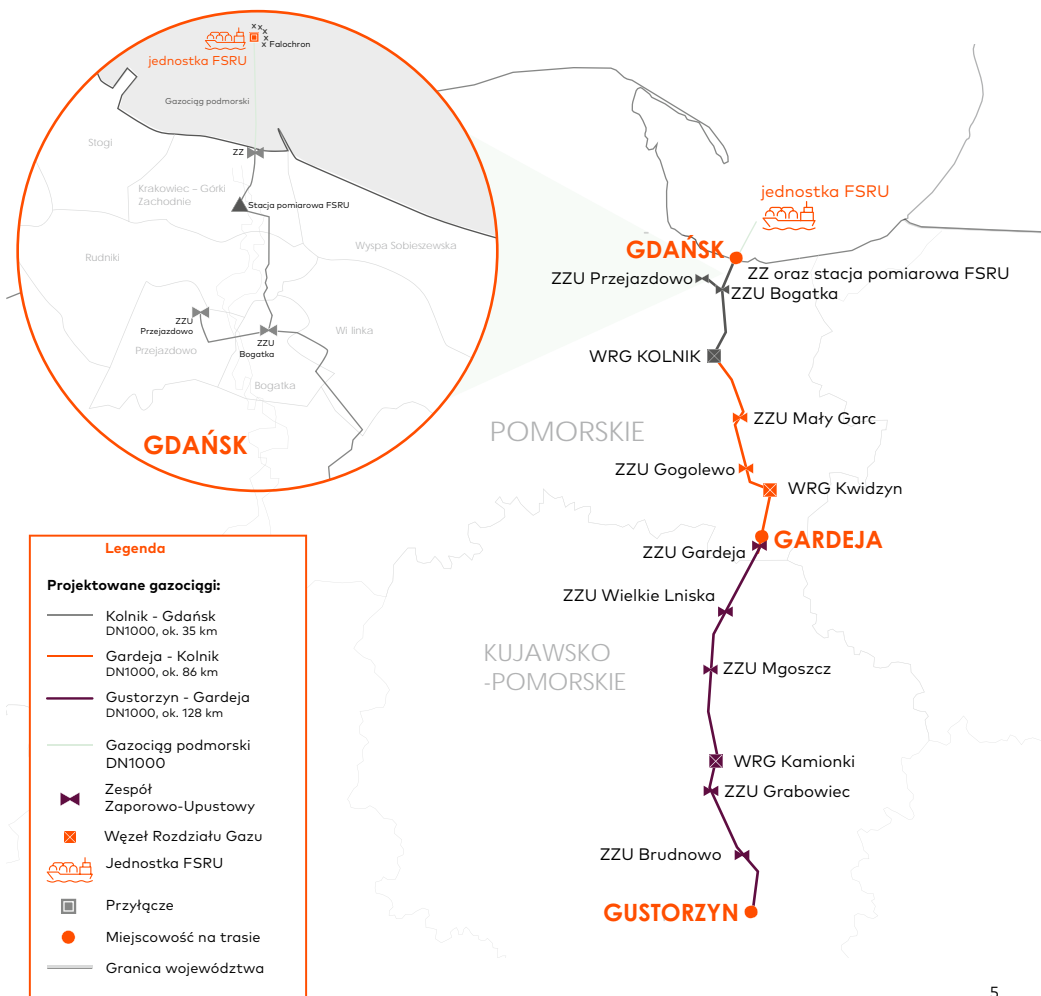 Falochron
jednostka FSRU
Gazociąg podmorski
Stogi
ZZ
Krakowiec – Górki
Zachodnie
Stacja pomiarowa FSRU
Wyspa Sobieszewska
Rudniki
ZZU
Przejazdowo
Przejazdowo
ZZU
Bogatka
Wi linka
Bogatka
GDAŃSK
jednostka FSRU
GDAŃSK
ZZ oraz stacja pomiarowa FSRU
ZZU Przejazdowo
ZZU Bogatka
WRG KOLNIK
ZZU Mały Garc
POMORSKIE
ZZU Gogolewo
WRG Kwidzyn
GARDEJA
ZZU Gardeja
ZZU Wielkie Lniska
KUJAWSKO
-POMORSKIE
ZZU Mgoszcz
WRG Kamionki
ZZU Grabowiec
ZZU Brudnowo
GUSTORZYN
Legenda
Projektowane gazociągi:
Kolnik - Gdańsk
DN1000, ok. 35 km
Gardeja - Kolnik
DN1000, ok. 86 km
Gustorzyn - Gardeja
DN1000, ok. 128 km
Gazociąg podmorski
DN1000
Zespół
Zaporowo-Upustowy
Węzeł Rozdziału Gazu
Jednostka FSRU
Przyłącze
Miejscowość na trasie
Granica województwa
5